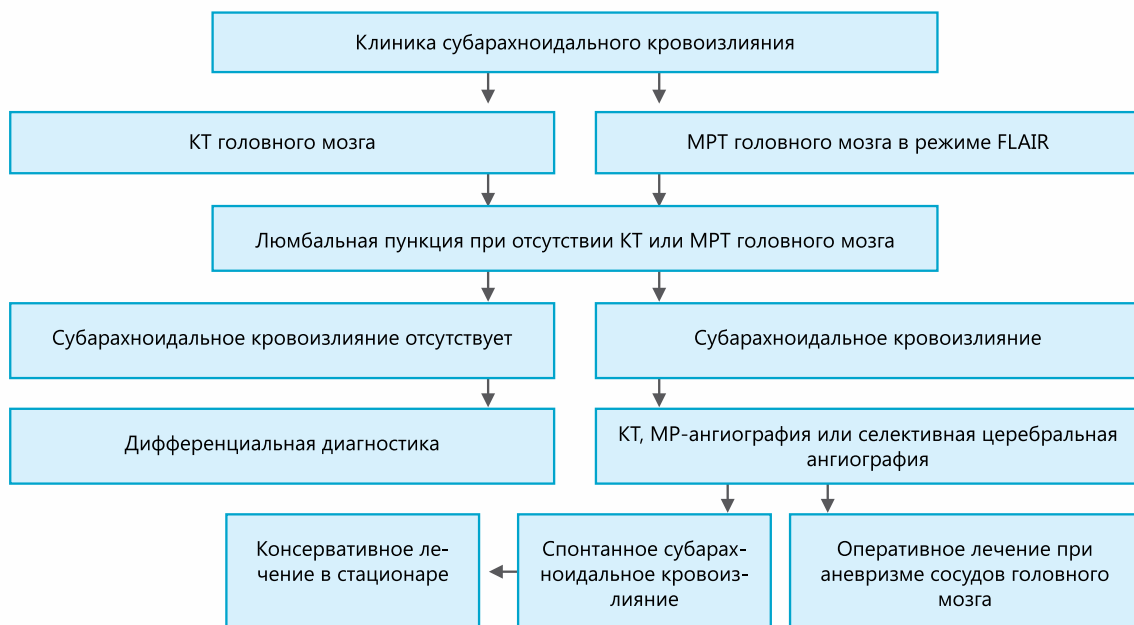 Клиника субарахноидального кровоизлияния
КТ головного мозга
МРТ головного мозга в режиме FLAIR
Люмбальная пункция при отсутствии КТ или МРТ головного мозга
Субарахноидальное кровоизлияние отсутствует
Субарахноидальное кровоизлияние
Дифференциальная диагностика
КТ, МР-ангиография или селективная церебральная
ангиография
Консервативное ле-
чение в стационаре
Спонтанное субарах-
ноидальное кровоиз-
лияние
Оперативное лечение при
аневризме сосудов головного
мозга